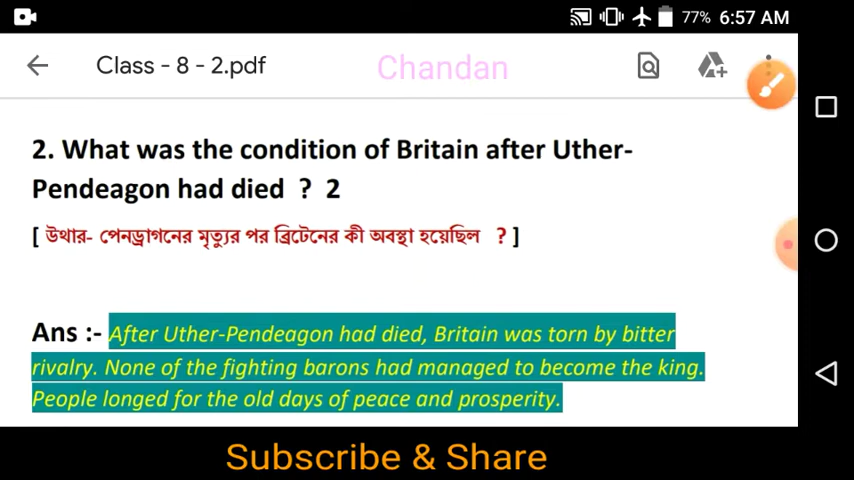 77% 6:57 AM
Class - 8 - 2.pdf
Chandan
2. What was the condition of Britain after Uther-
Pendeagon had died ? 2
[ উথার- পেনড্রাগনের মৃত্যুর পর ব্রিটেনের কী অবস্থা হয়েছিল ? ]
Ans :- After Uther-Pendeagon had died, Britain was torn by bitter
rivalry. None of the fighting barons had managed to become the king.
People longed for the old days of peace and prosperity.
Subscribe & Share